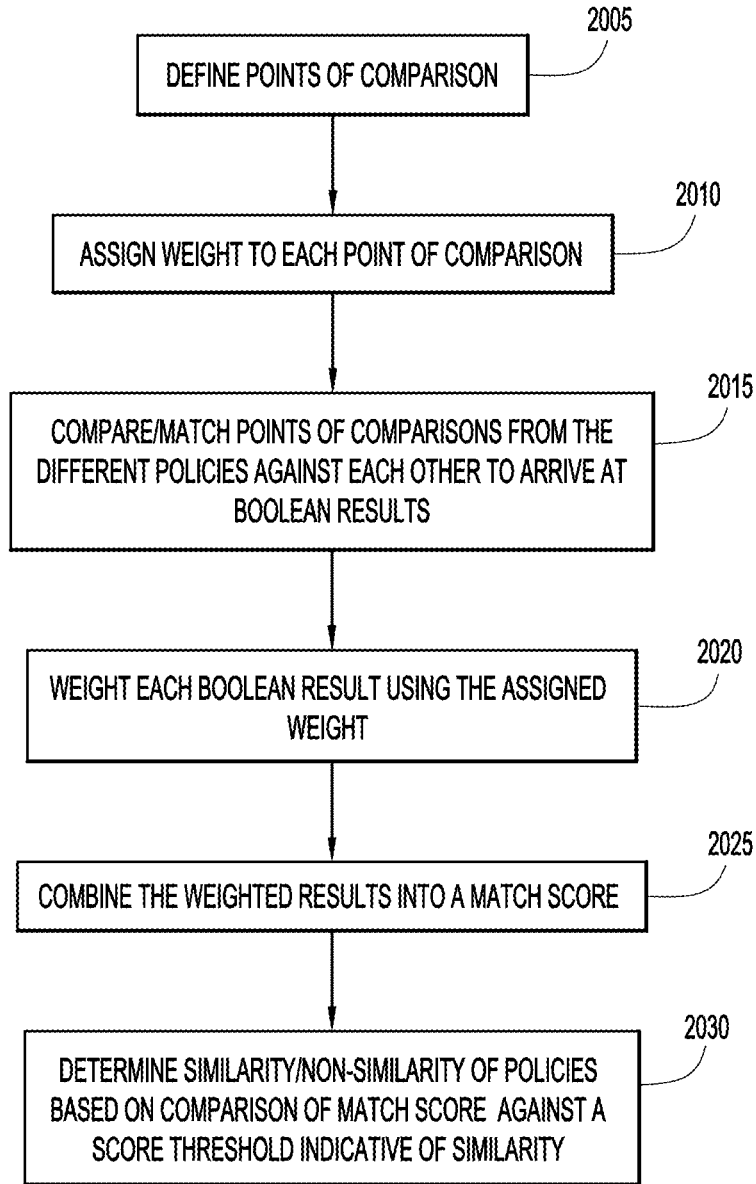 2005
DEFINE POINTS OF COMPARISON
2010
ASSIGN WEIGHT TO EACH POINT OF COMPARISON
2015
COMPARE/MATCH POINTS OF COMPARISONS FROM THE
DIFFERENT POLICIES AGAINST EACH OTHER TO ARRIVE AT
BOOLEAN RESULTS
2020
WEIGHT EACH BOOLEAN RESULT USING THE ASSIGNED
WEIGHT
2025
COMBINE THE WEIGHTED RESULTS INTO A MATCH SCORE
2030
DETERMINE SIMILARITY/NON-SIMILARITY OF POLICIES
BASED ON COMPARISON OF MATCH SCORE AGAINST A
SCORE THRESHOLD INDICATIVE OF SIMILARITY